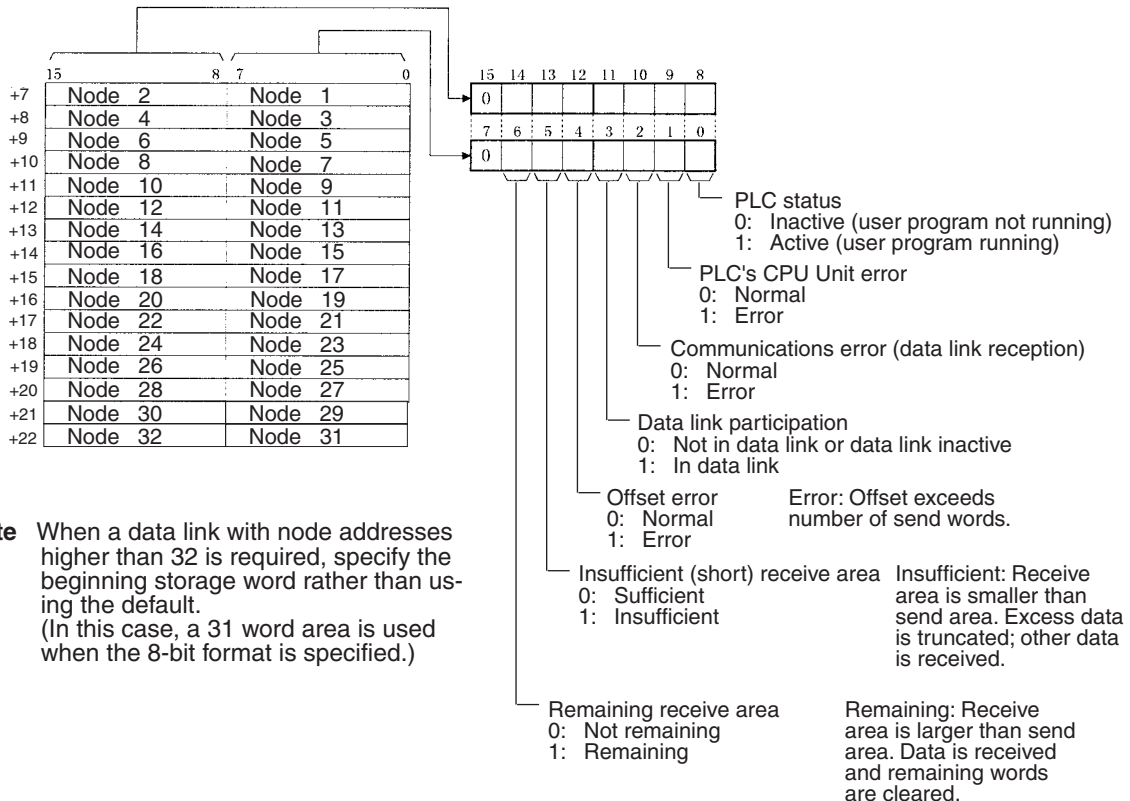 15 8 7 0
+7 Node 2 Node 1
+8 Node 4 Node 3
+9 Node 6 Node 5
+10 Node 8 Node 7
+11 Node 10 Node 9
+12 Node 12 Node 11
+13 Node 14 Node 13
+14 Node 16 Node 15
+15 Node 18 Node 17
+16 Node 20 Node 19
+17 Node 22 Node 21
+18 Node 24 Node 23
+19 Node 26 Node 25
+20 Node 28 Node 27
+21 Node 30 Node 29
+22 Node 32 Node 31
15 14 13 12 11 10 9 8
0
7 6 5 4 3 2 1 0
0
PLC status
0: Inactive (user program not running)
1: Active (user program running)
PLC's CPU Unit error
0: Normal
1: Error
Communications error (data link reception)
0: Normal
1: Error
Data link participation
0: Not in data link or data link inactive
1: In data link
Offset error
0: Normal
1: Error
Error: Offset exceeds
number of send words.
Insufficient (short) receive area
0: Sufficient
1: Insufficient
Insufficient: Receive
area is smaller than
send area. Excess data
is truncated; other data
is received.
Remaining receive area
0: Not remaining
1: Remaining
Remaining: Receive
area is larger than send
area. Data is received
and remaining words
are cleared.
te When a data link with node addresses
higher than 32 is required, specify the
beginning storage word rather than us-
ing the default.
(In this case, a 31 word area is used
when the 8-bit format is specified.)